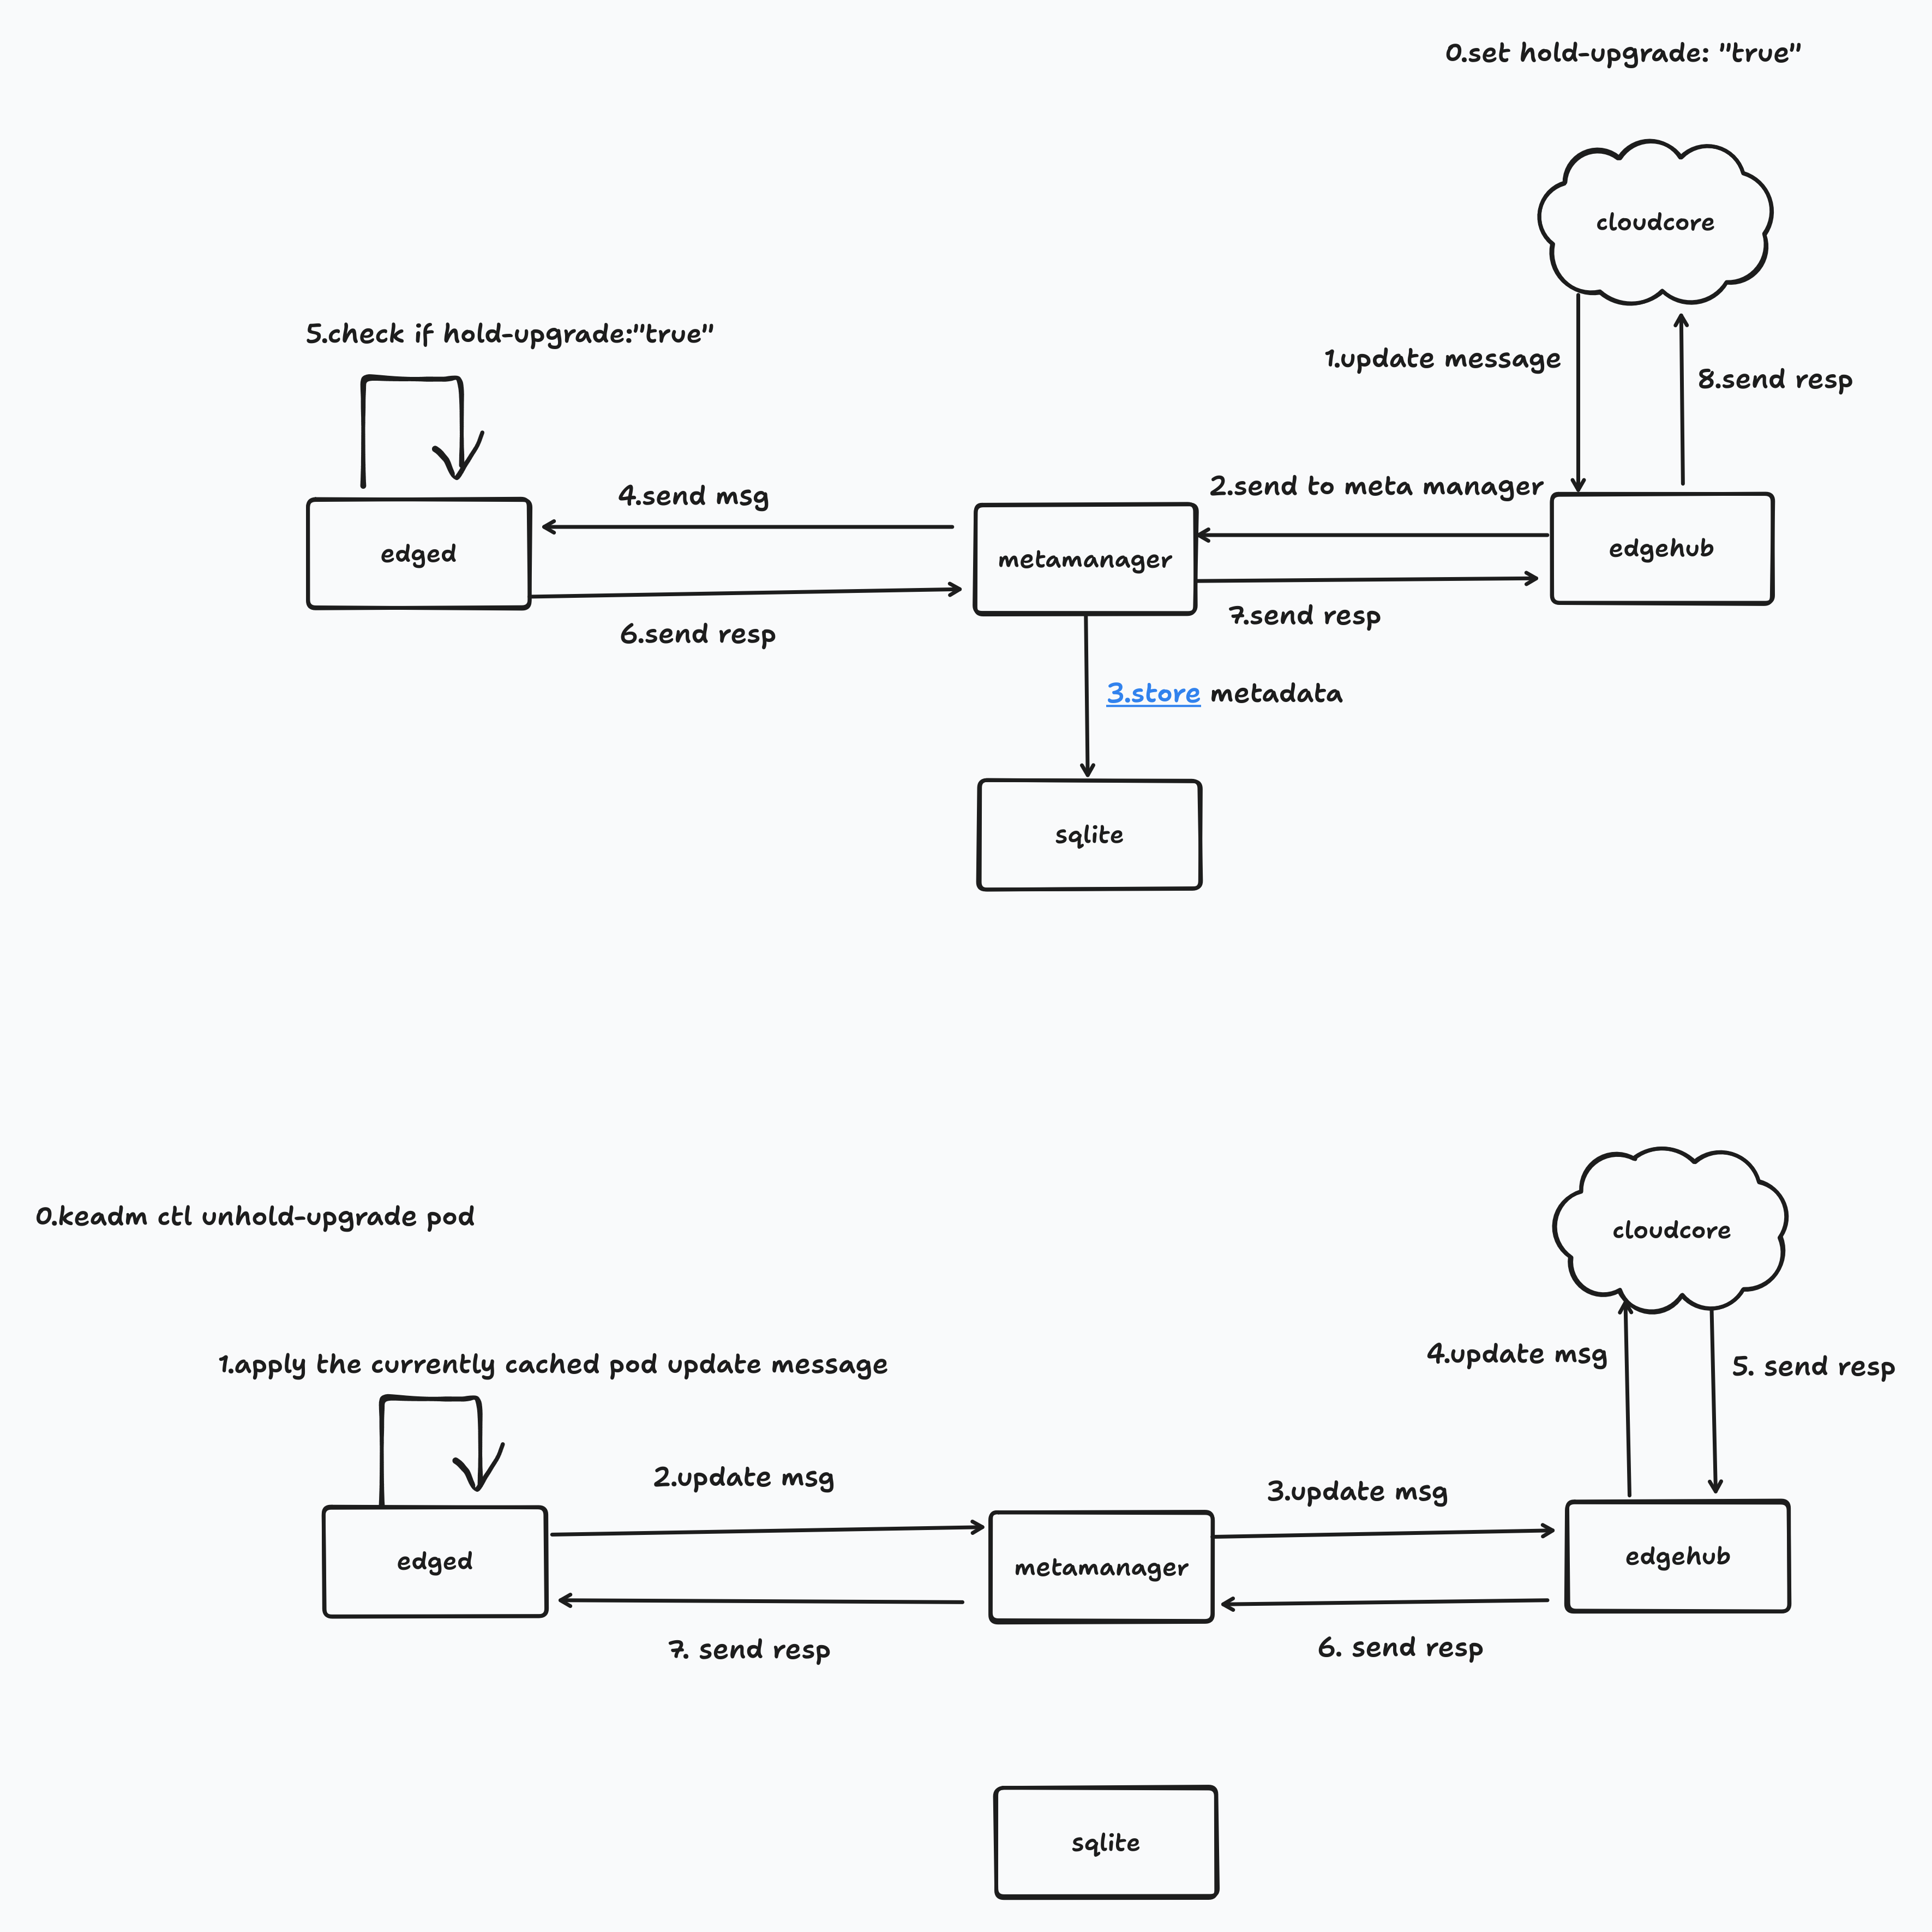 0.set hold-upgrade: "true"
cloudcore
5.check if hold-upgrade:"true"
1.update message
8.send resp
4.send msg
2.send to meta manager
edged
metamanager
edgehub
6.send resp
7.send resp
3.store metadata
sqlite
0.keadm ctl unhold-upgrade pod
cloudcore
1.apply the currently cached pod update message
4.update msg
5. send resp
2.update msg
3.update msg
edged
metamanager
edgehub
7. send resp
6. send resp
sqlite